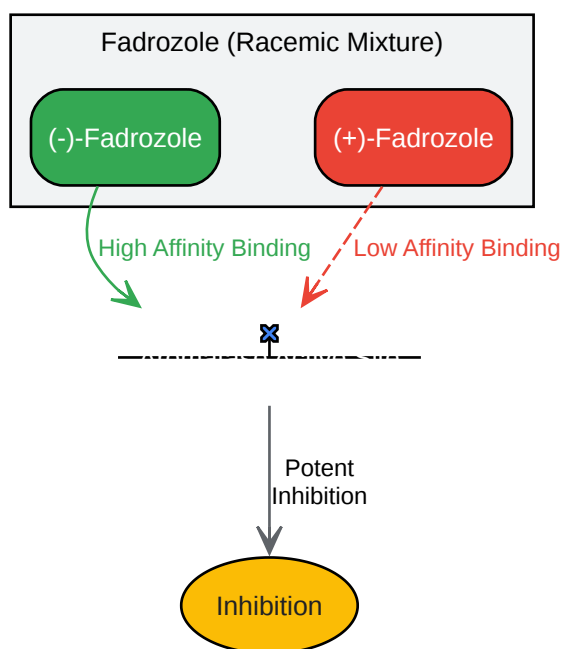 Fadrozole (Racemic Mixture)
(-)-Fadrozole
(+)-Fadrozole
High Affinity Binding
Low Affinity Binding
Potent
Inhibition
Inhibition